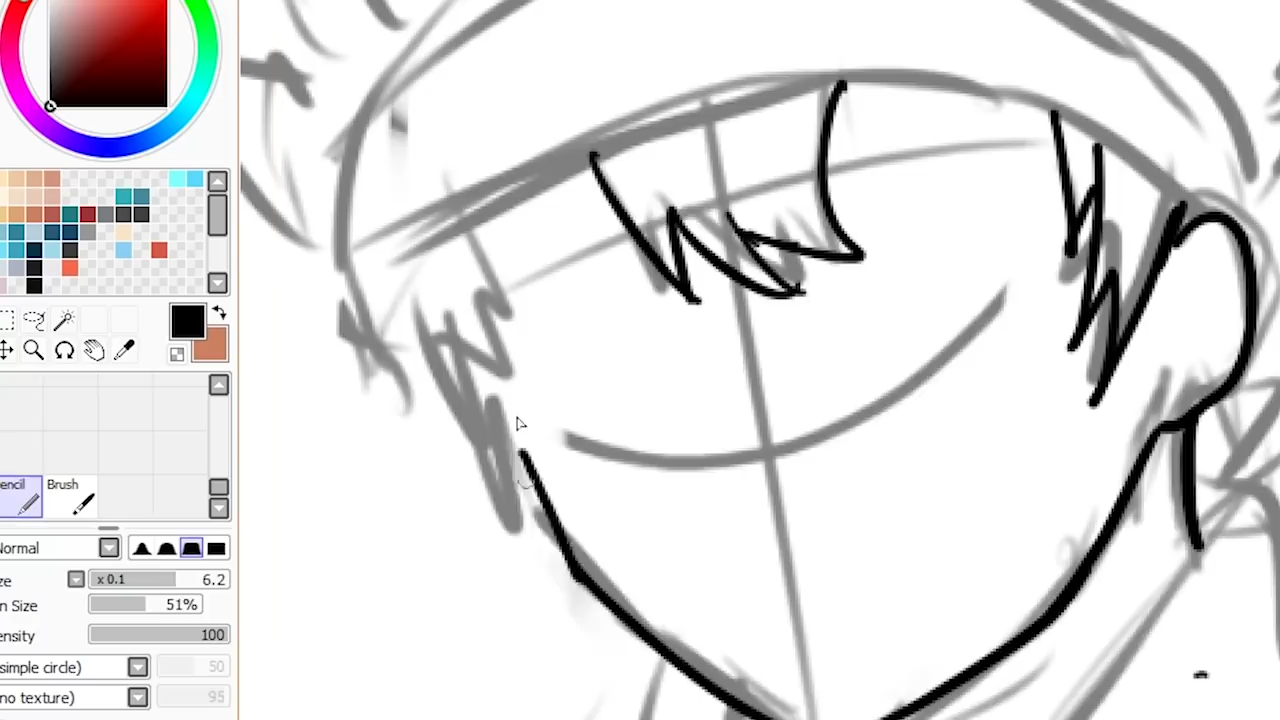 encil Brush
Normal
ze x 0.1 6.2
n Size 51%
ensity 100
simple circle) 50
no texture) 95